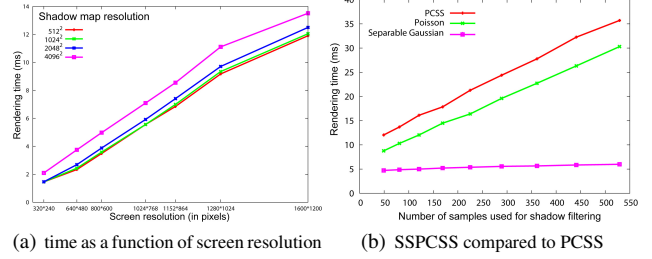 Shadow map resolution
512²
1024²
2048²
4096²
Rendering time (ms)
14
12
10
8
6
4
2
0
320*240
640*480
800*600
1024*768
1152*864
1280*1024
1600*1200
Screen resolution (in pixels)
(a) time as a function of screen resolution
PCSS
Poisson
Separable Gaussian
Rendering time (ms)
40
35
30
25
20
15
10
5
0
0 50 100 150 200 250 300 350 400 450 500 550
Number of samples used for shadow filtering
(b) SSPCSS compared to PCSS